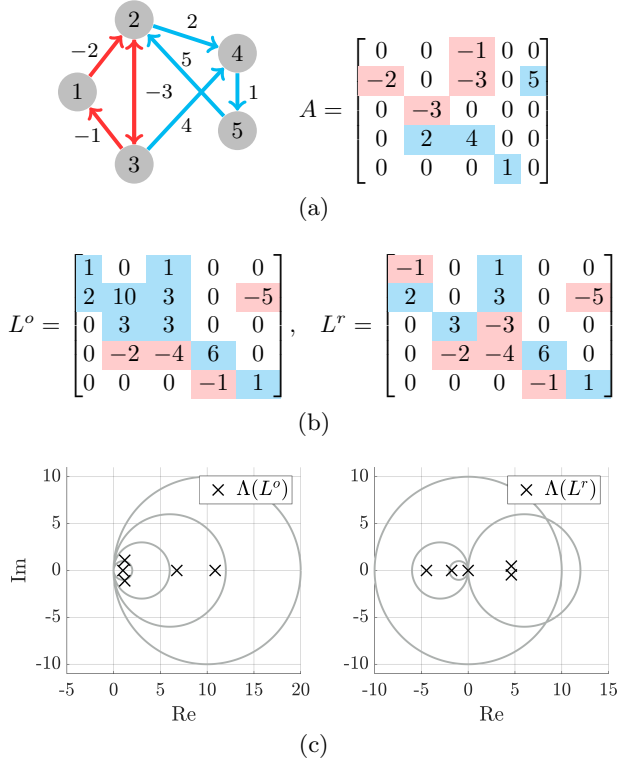 2
2
−2
4
5
1
−3
1
−1
4
5
3
A =
0 0 −1 0 0
−2 0 −3 0 5
0 −3 0 0 0
0 2 4 0 0
0 0 0 1 0
(a)
L^o =
1 0 1 0 0
2 10 3 0 −5
0 3 3 0 0
0 −2 −4 6 0
0 0 0 −1 1
,
L^r =
−1 0 1 0 0
2 0 3 0 −5
0 3 −3 0 0
0 −2 −4 6 0
0 0 0 −1 1
(b)
× Λ(L^o)
10
5
0
-5
-10
Im
-5 0 5 10 15 20
Re
× Λ(L^r)
10
5
0
-5
-10
-10 -5 0 5 10 15
Re
(c)